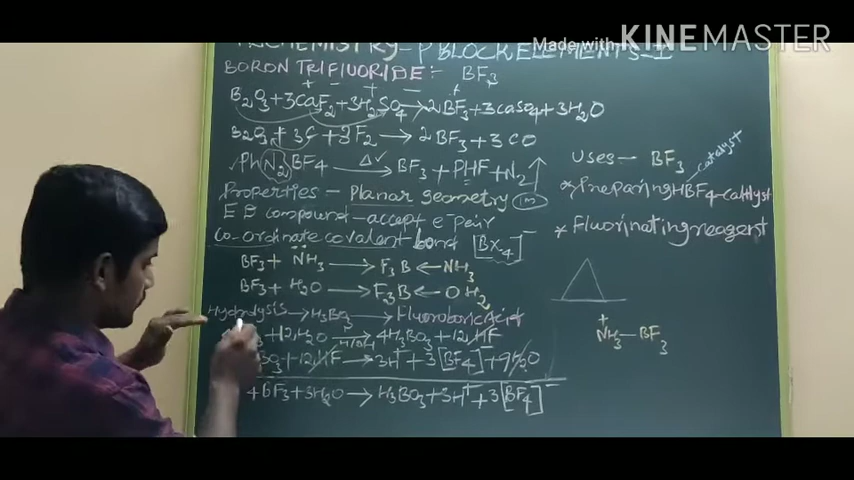 Made with KINEMASTER
CHEMISTRY - P BLOCK ELEMENTS - I
BORON TRIFLUORIDE :- BF3
B2O3 + 3CaF2 + 3H2SO4 → 2BF3 + 3CaSO4 + 3H2O
B2O3 + 3C + 3F2 → 2BF3 + 3CO
PhN2BF4 → BF3 + PHF + N2 ↑
Properties - Planar geometry
E D compound - accept e- pair
Co-ordinate covalent bond [BX4]-
BF3 + NH3 → F3B ← NH3
BF3 + H2O → F3B ← OH2
Hydrolysis → H3BO3 → Fluoroboric Acid
+ 12H2O → 4H3BO3 + 12HF
+ 12HF → 3H+ + 3[BF4] + 9H2O
4BF3 + 3H2O → H3BO3 + 3H+ + 3[BF4]-
Uses - BF3 catalyst
* Preparing HBF4 - catlyst
* Fluorinating reagent
+
NH3 - BF3